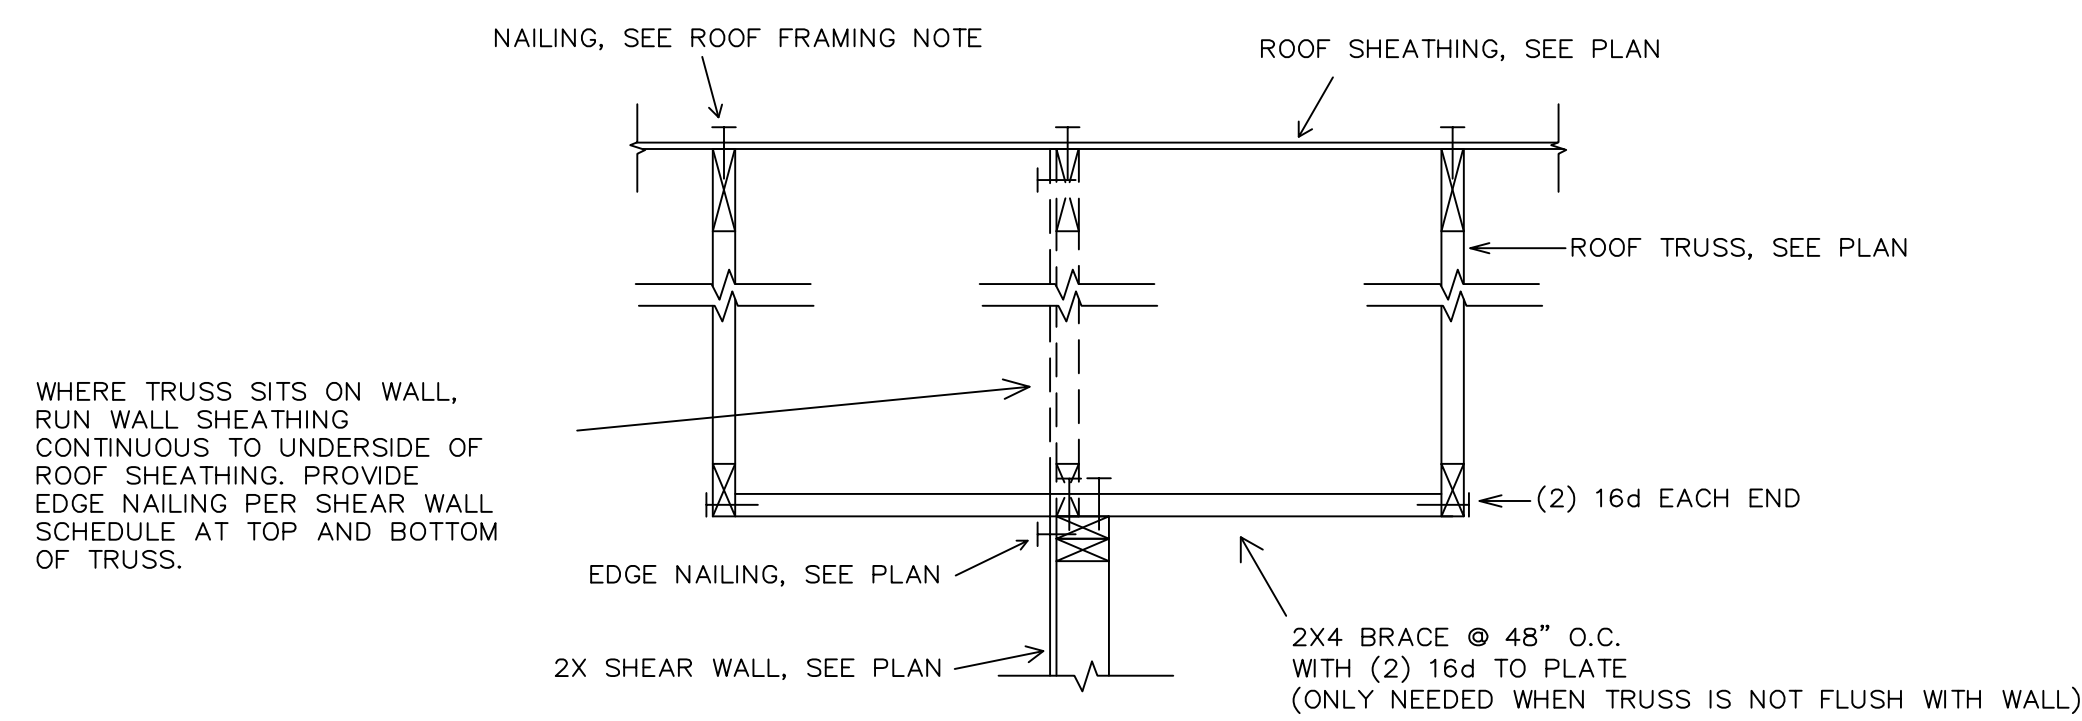 NAILING, SEE ROOF FRAMING NOTE
ROOF SHEATHING, SEE PLAN
ROOF TRUSS, SEE PLAN
WHERE TRUSS SITS ON WALL,
RUN WALL SHEATHING
CONTINUOUS TO UNDERSIDE OF
ROOF SHEATHING. PROVIDE
EDGE NAILING PER SHEAR WALL
SCHEDULE AT TOP AND BOTTOM
OF TRUSS.
(2) 16d EACH END
EDGE NAILING, SEE PLAN
2X SHEAR WALL, SEE PLAN
2X4 BRACE @ 48” O.C.
WITH (2) 16d TO PLATE
(ONLY NEEDED WHEN TRUSS IS NOT FLUSH WITH WALL)